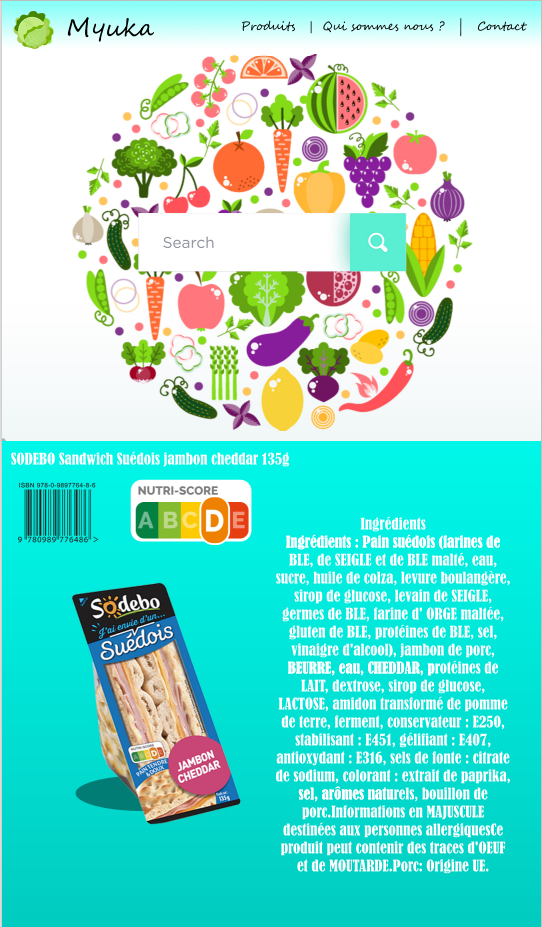 Myuka
Produits | Qui sommes nous ? | Contact
Search
SODEBO Sandwich Suédois jambon cheddar 135g
ISBN 978-0-9897764-8-6
9 780989 776486 >
NUTRI-SCORE
A B C D E
Ingrédients
Ingrédients : Pain suédois (farines de
BLE, de SEIGLE et de BLE malté, eau,
sucre, huile de colza, levure boulangère,
sirop de glucose, levain de SEIGLE,
germes de BLE, farine d' ORGE maltée,
gluten de BLE, protéines de BLE, sel,
vinaigre d'alcool), jambon de porc,
BEURRE, eau, CHEDDAR, protéines de
LAIT, dextrose, sirop de glucose,
LACTOSE, amidon transformé de pomme
de terre, ferment, conservateur : E250,
stabilisant : E451, gélifiant : E407,
antioxydant : E316, sels de fonte : citrate
de sodium, colorant : extrait de paprika,
sel, arômes naturels, bouillon de
porc.Informations en MAJUSCULE
destinées aux personnes allergiquesCe
produit peut contenir des traces d'OEUF
et de MOUTARDE.Porc: Origine UE.
Sodebo
J'ai envie d'un...
Suédois
NUTRI-SCORE
PAIN TENDRE
& DOUX
JAMBON
CHEDDAR
135g